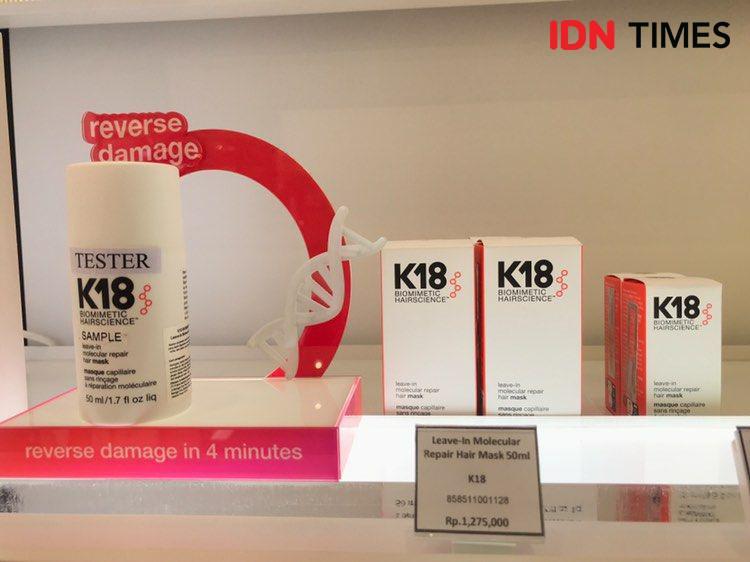 IDN TIMES
reverse
damage
TESTER
K18
BIOMIMETIC
HAIRSCIENCE™
SAMPLE
leave-in
molecular repair
hair mask
masque capillaire
sans rinçage
à réparation moléculaire
50 ml/1.7 fl oz liq
reverse damage in 4 minutes
K18
BIOMIMETIC
HAIRSCIENCE™
leave-in
molecular repair
hair mask
masque capillaire
sans rinçage
K18
BIOMIMETIC
HAIRSCIENCE™
leave-in
molecular repair
hair mask
masque capillaire
sans rinçage
K18
BIOMIMETIC
HAIRSCIENCE™
leave-in
molecular repair
hair mask
masque capillaire
sans rinçage
Leave-In Molecular
Repair Hair Mask 50ml
K18
858511001128
Rp.1,275,000